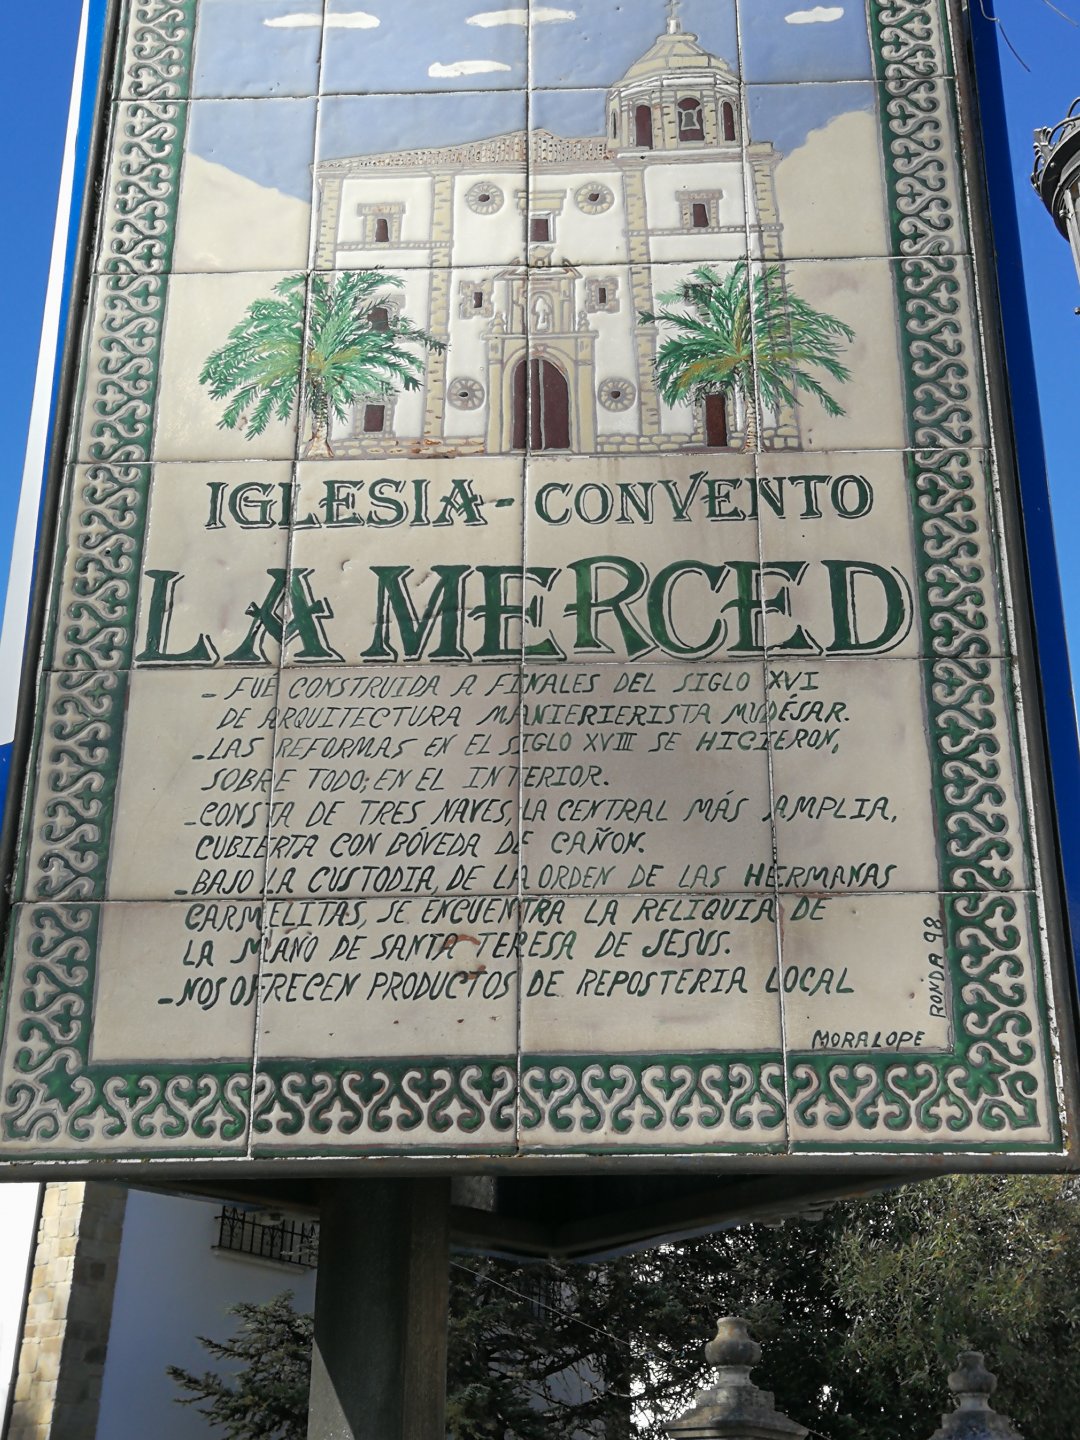 IGLESIA-CONVENTO
LA MERCED
-FUE CONSTRUIDA A FINALES DEL SIGLO XVI
DE ARQUITECTURA MANIERERISTA MUDÉSAR.
-LAS REFORMAS EN EL SIGLO XVIII SE HICIERON,
SOBRE TODO; EN EL INTERIOR.
-CONSTA DE TRES NAVES, LA CENTRAL MÁS AMPLIA,
CUBIERTA CON BÓVEDA DE CAÑON.
-BAJO LA CUSTODIA, DE LA ORDEN DE LAS HERMANAS
CARMELITAS, SE ENCUENTRA LA RELIQUIA DE
LA MANO DE SANTA TERESA DE JESUS.
-NOS OFRECEN PRODUCTOS DE REPOSTERIA LOCAL
RONDA 98
MORALOPE